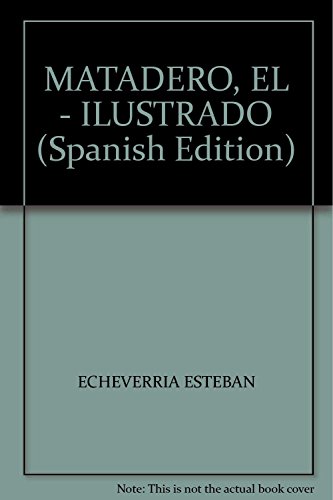 MATADERO, EL
- ILUSTRADO
(Spanish Edition)
ECHEVERRIA ESTEBAN
Note: This is not the actual book cover